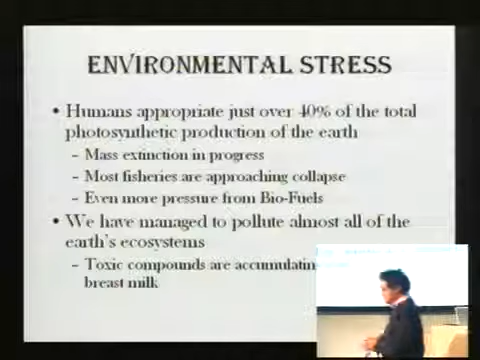 ENVIRONMENTAL STRESS
• Humans appropriate just over 40% of the total
photosynthetic production of the earth
– Mass extinction in progress
– Most fisheries are approaching collapse
– Even more pressure from Bio-Fuels
• We have managed to pollute almost all of the
earth's ecosystems
– Toxic compounds are accumulatin
breast milk